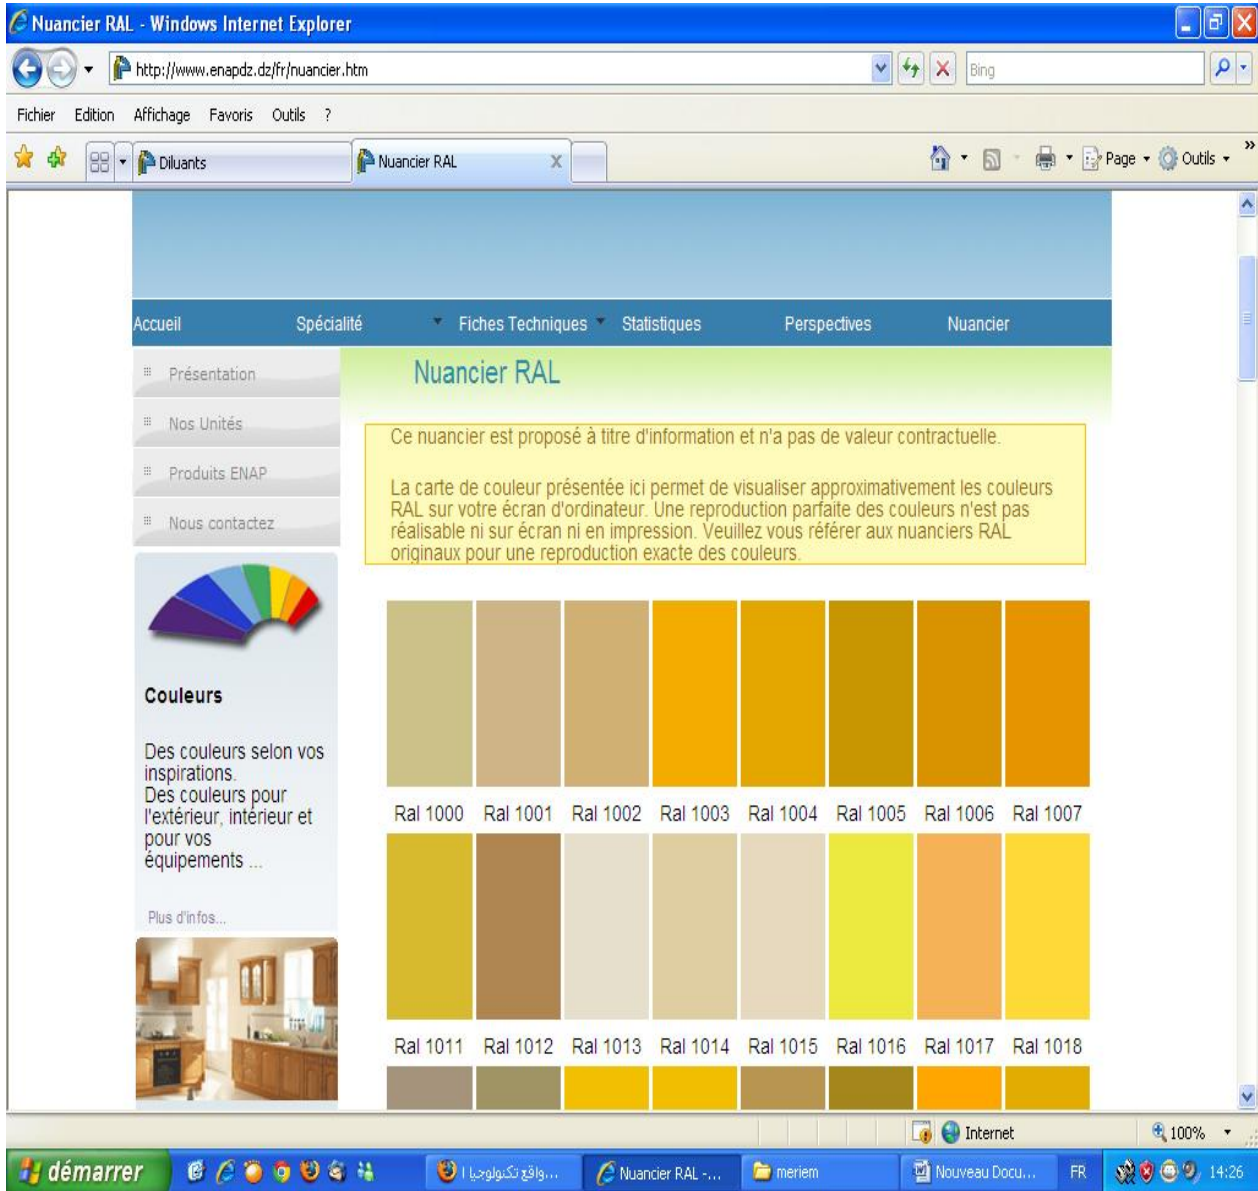 Nuancier RAL - Windows Internet Explorer
http://www.enapdz.dz/fr/nuancier.htm
Bing
Fichier Edition Affichage Favoris Outils ?
Diluants
Nuancier RAL
Page
Outils
Accueil Spécialité Fiches Techniques Statistiques Perspectives Nuancier
Présentation
Nos Unités
Produits ENAP
Nous contactez
Couleurs
Des couleurs selon vos
inspirations.
Des couleurs pour
l'extérieur, intérieur et
pour vos
équipements ...
Plus d'infos...
Nuancier RAL
Ce nuancier est proposé à titre d'information et n'a pas de valeur contractuelle.
La carte de couleur présentée ici permet de visualiser approximativement les couleurs
RAL sur votre écran d'ordinateur. Une reproduction parfaite des couleurs n'est pas
réalisable ni sur écran ni en impression. Veuillez vous référer aux nuanciers RAL
originaux pour une reproduction exacte des couleurs.
Ral 1000 Ral 1001 Ral 1002 Ral 1003 Ral 1004 Ral 1005 Ral 1006 Ral 1007
Ral 1011 Ral 1012 Ral 1013 Ral 1014 Ral 1015 Ral 1016 Ral 1017 Ral 1018
Internet
100%
démarrer
واقع تكنولوجيا ا...
Nuancier RAL -...
meriem
Nouveau Docu...
FR
14:26